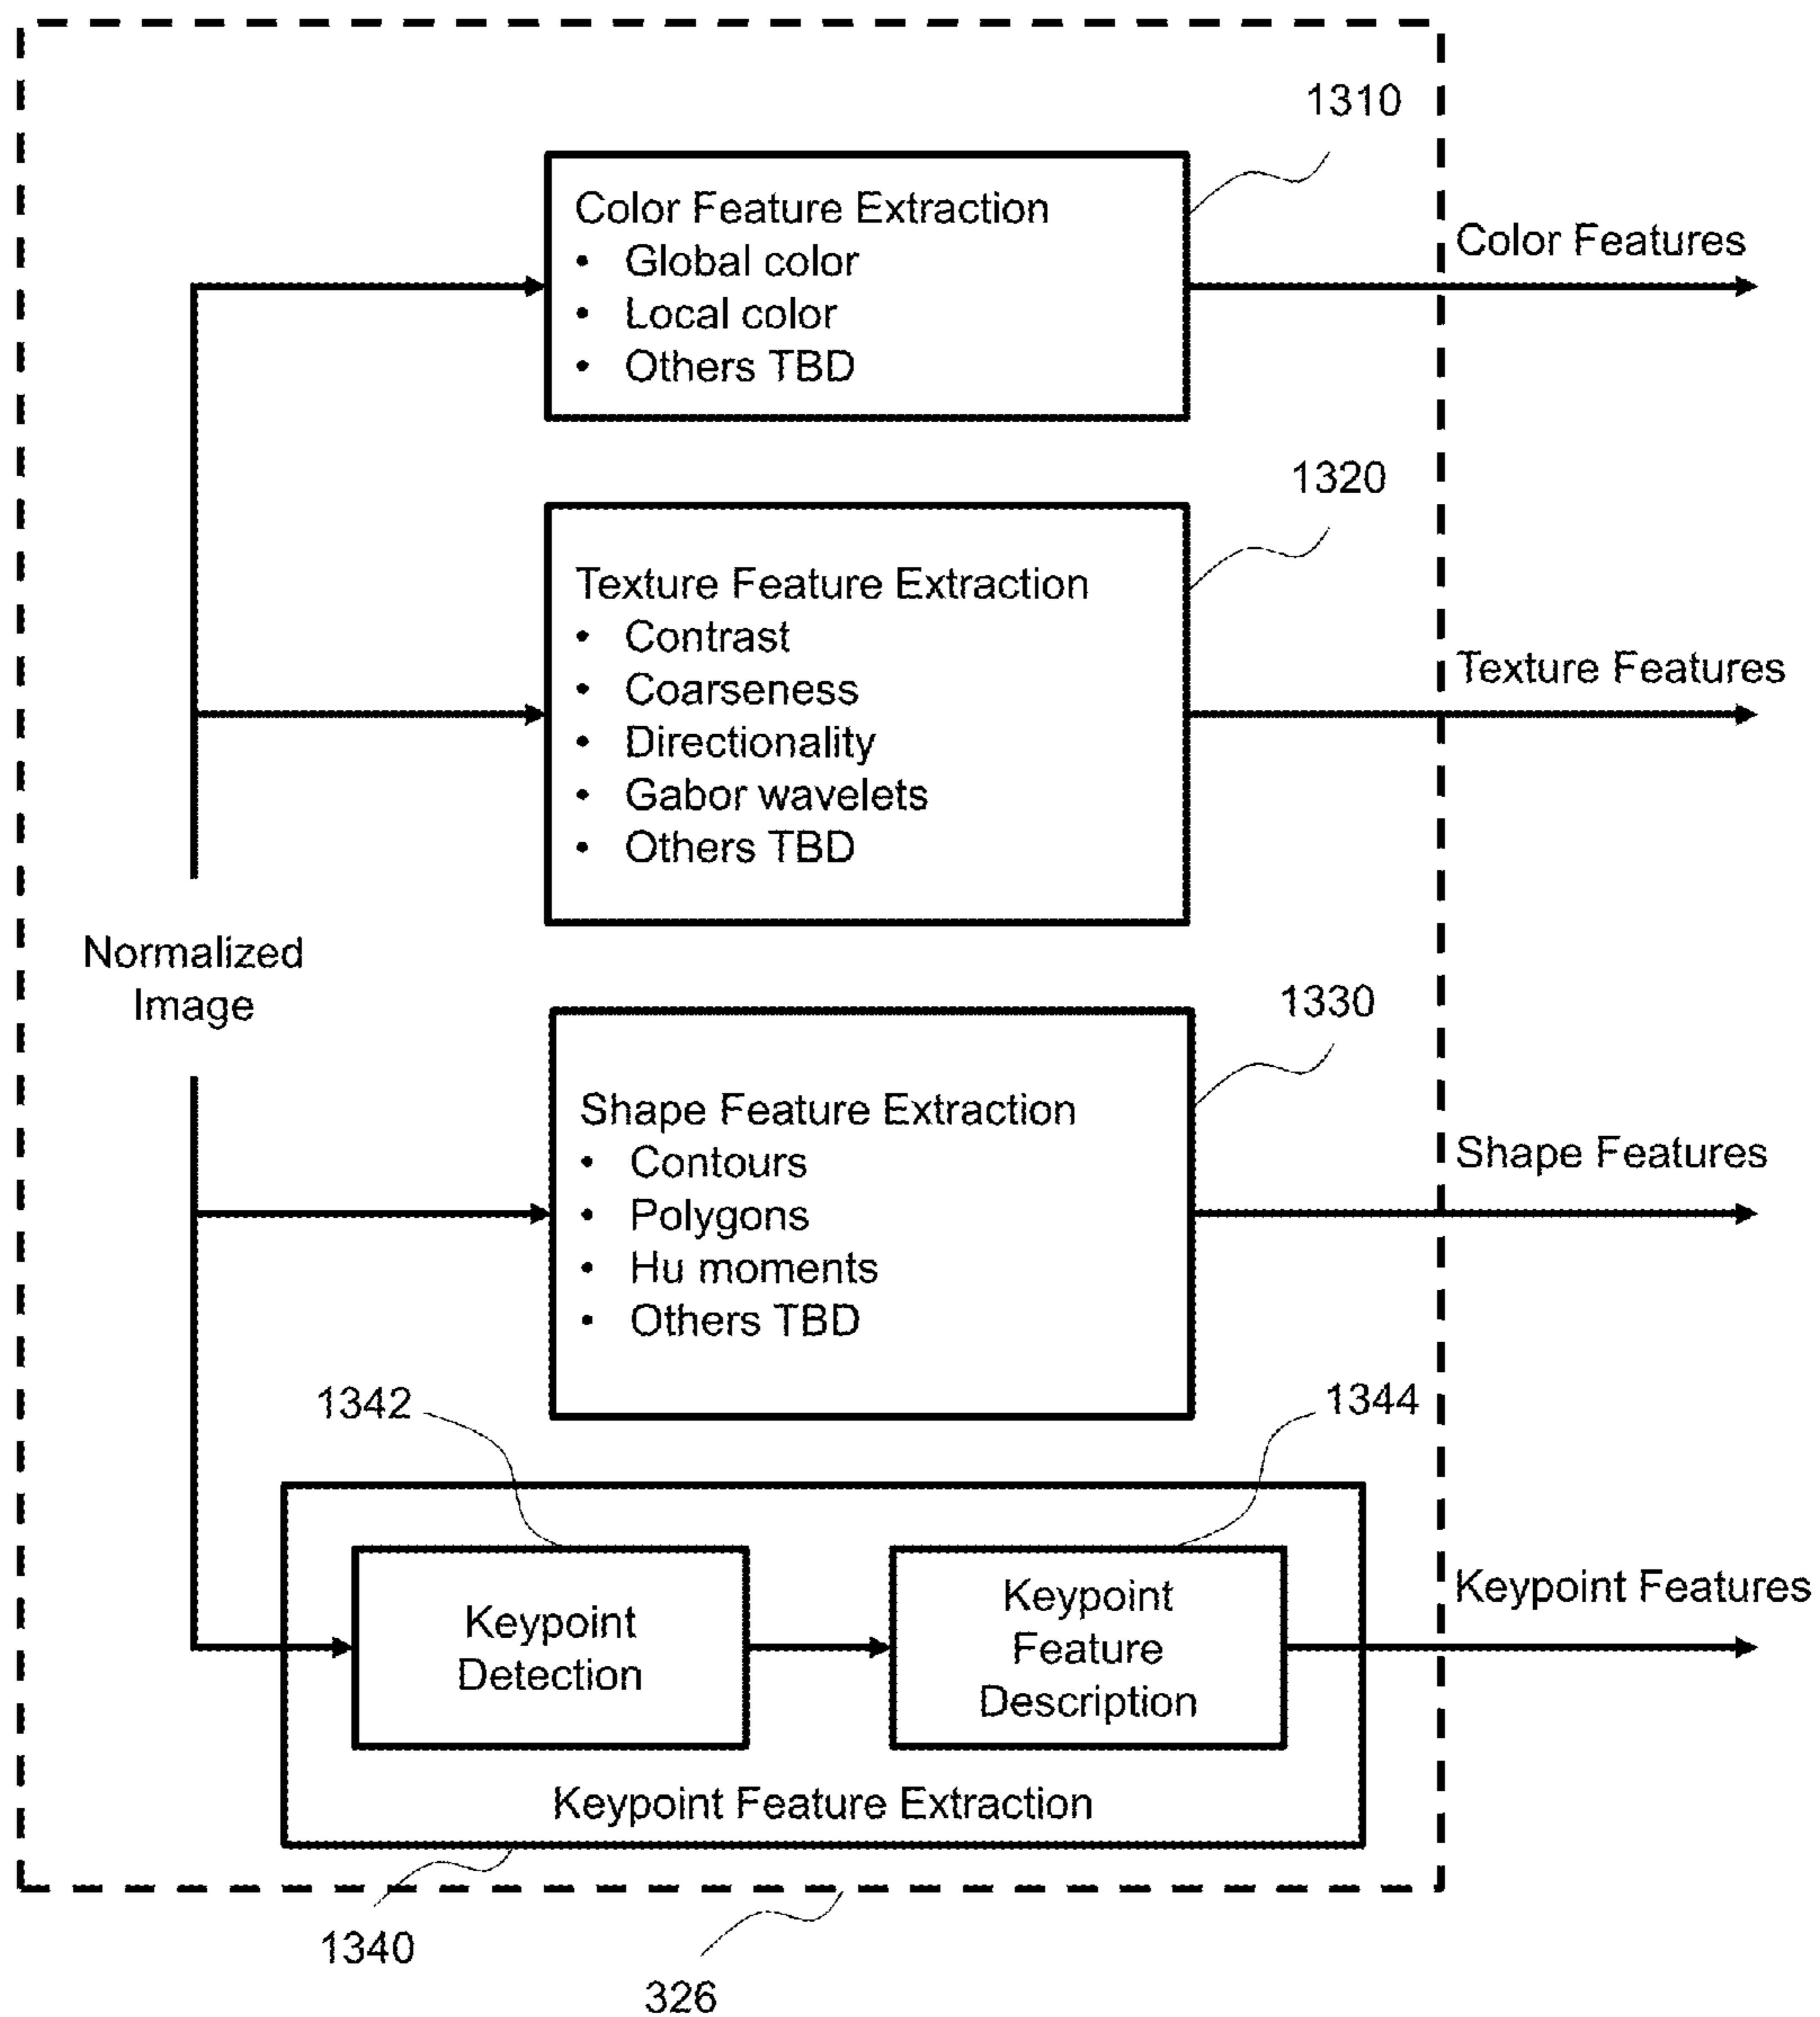 1310
Color Feature Extraction
• Global color
• Local color
• Others TBD
Color Features
1320
Texture Feature Extraction
• Contrast
• Coarseness
• Directionality
• Gabor wavelets
• Others TBD
Texture Features
Normalized
Image
1330
Shape Feature Extraction
• Contours
• Polygons
• Hu moments
• Others TBD
Shape Features
1342
1344
Keypoint
Detection
Keypoint
Feature
Description
Keypoint Features
Keypoint Feature Extraction
1340
326